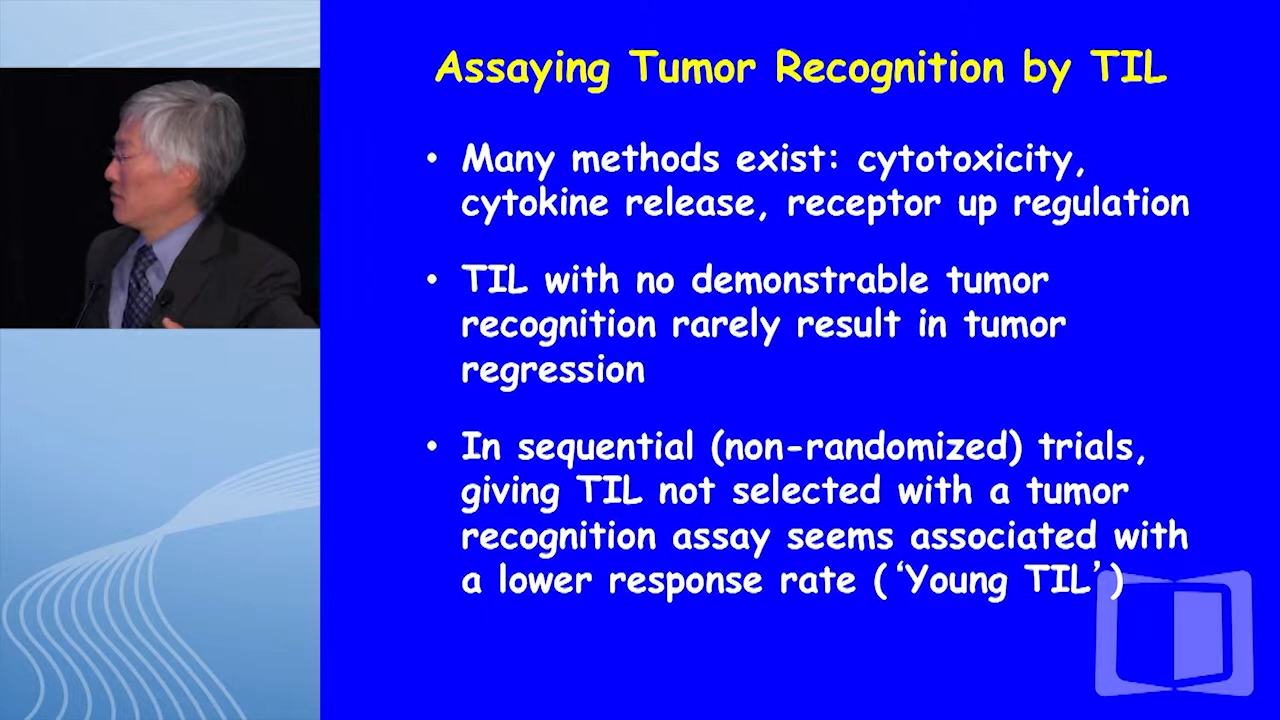 Assaying Tumor Recognition by TIL
• Many methods exist: cytotoxicity,
cytokine release, receptor up regulation
• TIL with no demonstrable tumor
recognition rarely result in tumor
regression
• In sequential (non-randomized) trials,
giving TIL not selected with a tumor
recognition assay seems associated with
a lower response rate (‘Young TIL’)